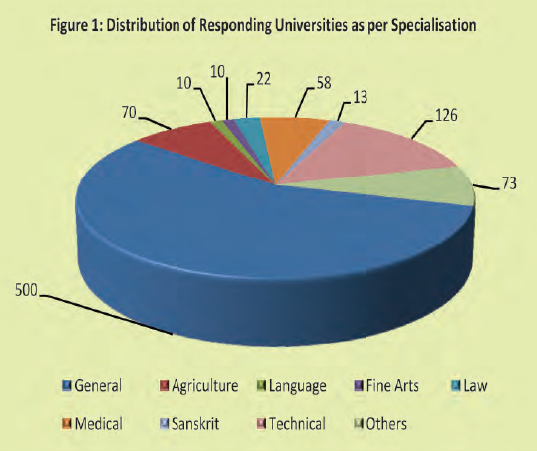 Figure 1: Distribution of Responding Universities as per Specialisation
10
10
22
58
13
70
126
73
500
General
Agriculture
Language
Fine Arts
Law
Medical
Sanskrit
Technical
Others